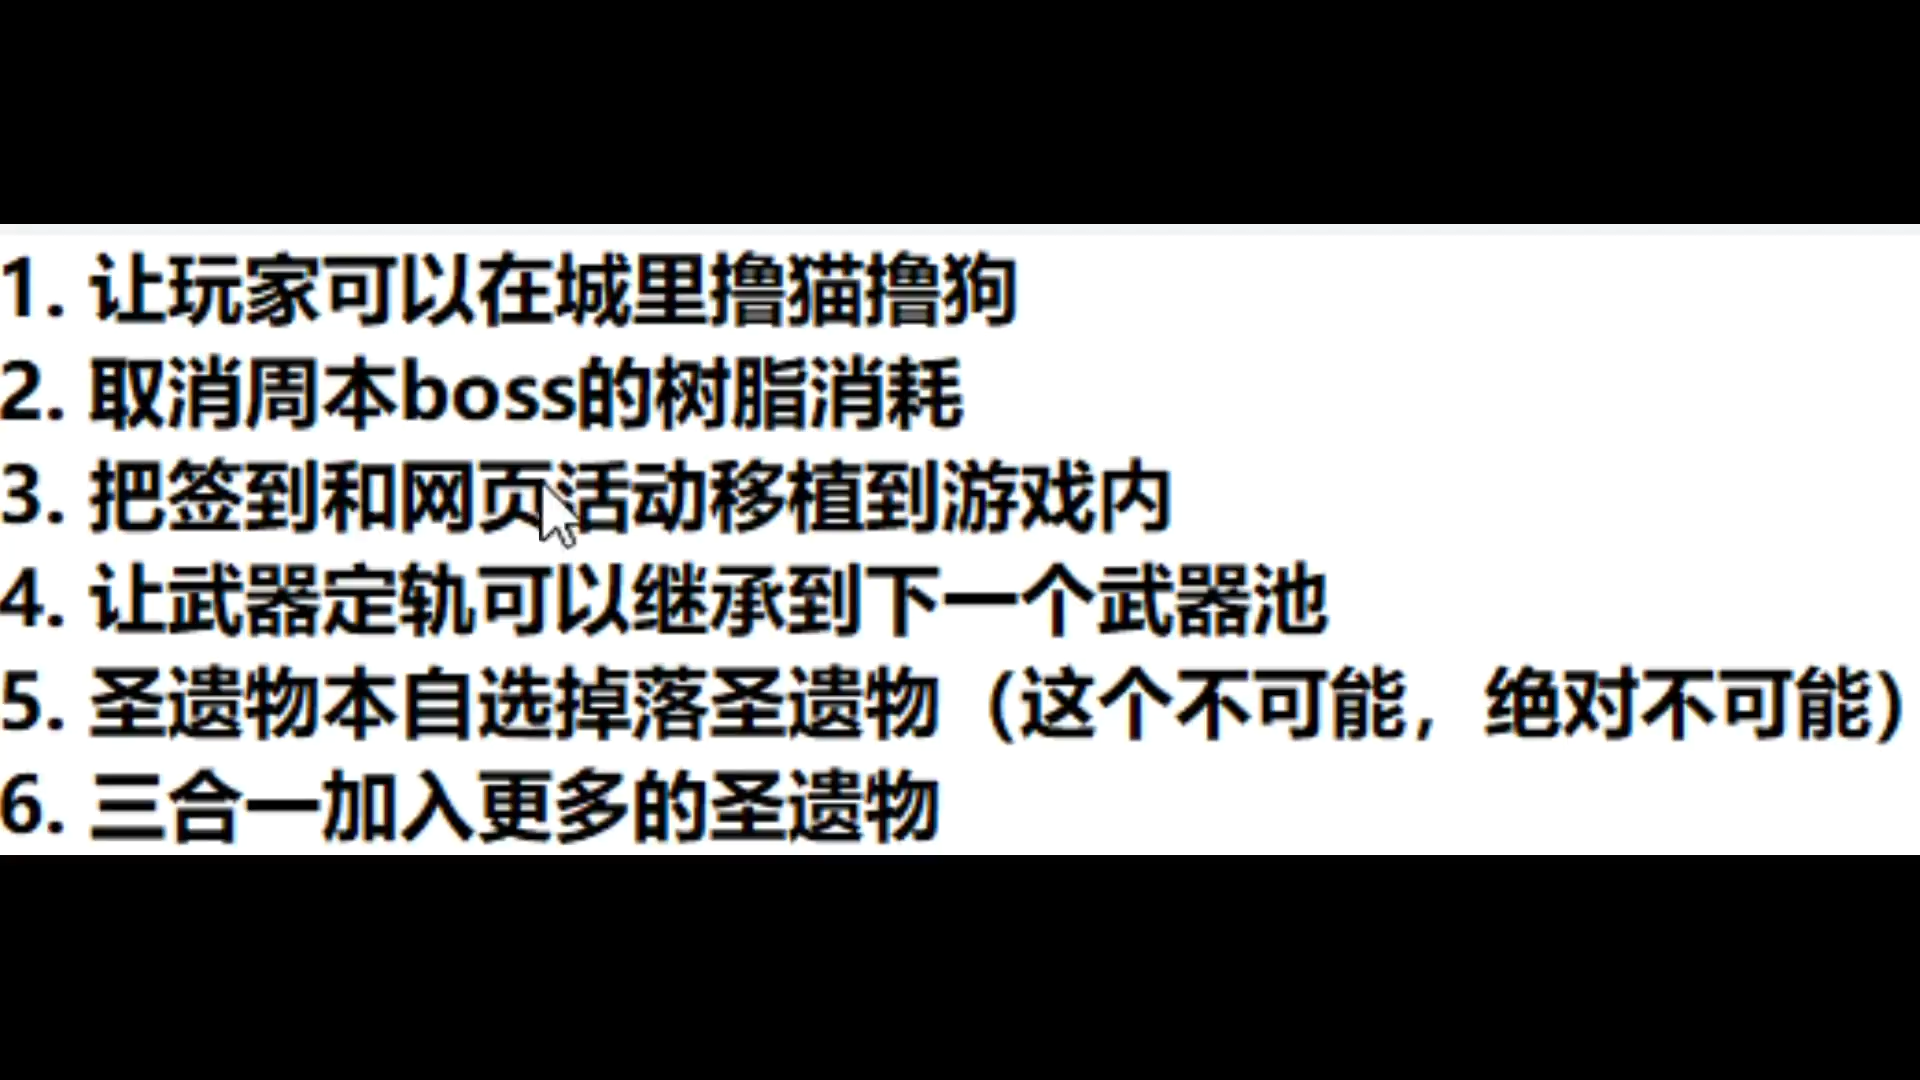 1. 让玩家可以在城里撸猫撸狗
2. 取消周本boss的树脂消耗
3. 把签到和网页活动移植到游戏内
4. 让武器定轨可以继承到下一个武器池
5. 圣遗物本自选掉落圣遗物（这个不可能，绝对不可能）
6. 三合一加入更多的圣遗物